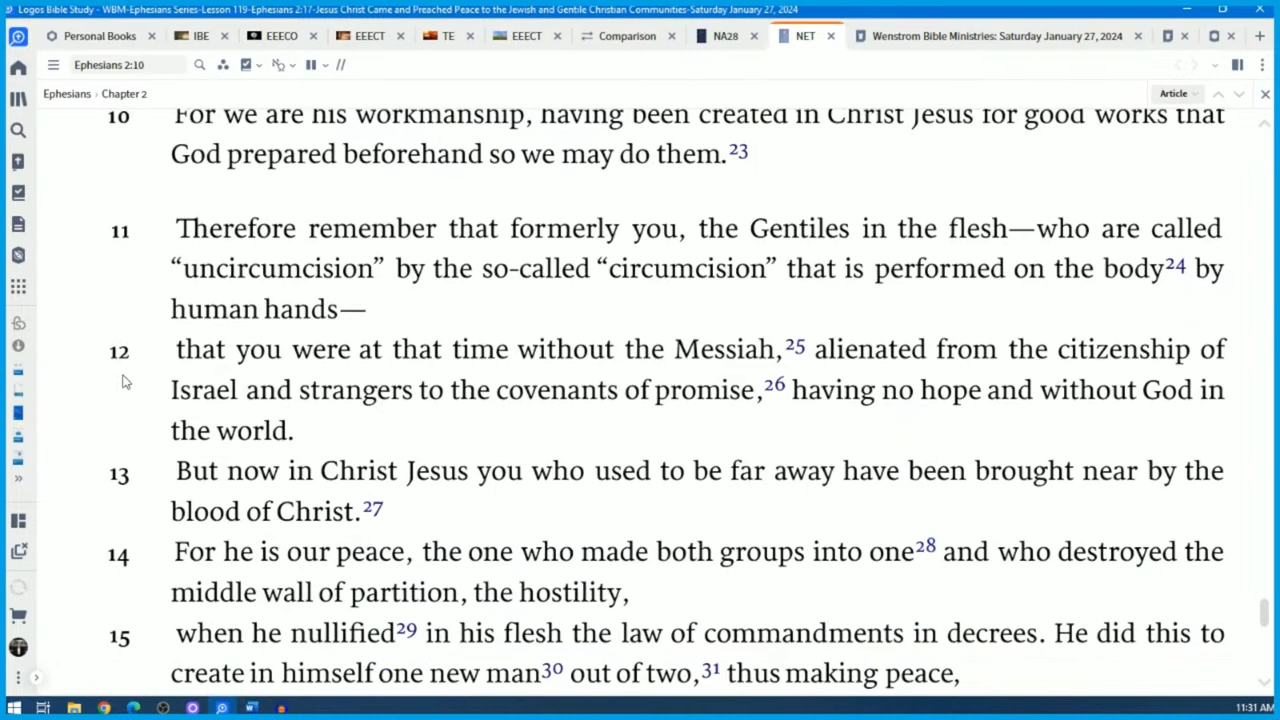 Logos Bible Study - WBM-Ephesians Series-Lesson 119-Ephesians 2:17-Jesus Christ Came and Preached Peace to the Jewish and Gentile Christian Communities-Saturday January 27, 2024
Personal Books IBE EEECO EEECT TE EEECT Comparison NA28 NET Wenstrom Bible Ministries: Saturday January 27, 2024
Ephesians 2:10
Ephesians › Chapter 2 Article
10 For we are his workmanship, having been created in Christ Jesus for good works that
God prepared beforehand so we may do them.23
11 Therefore remember that formerly you, the Gentiles in the flesh—who are called
“uncircumcision” by the so-called “circumcision” that is performed on the body24 by
human hands—
12 that you were at that time without the Messiah,25 alienated from the citizenship of
Israel and strangers to the covenants of promise,26 having no hope and without God in
the world.
13 But now in Christ Jesus you who used to be far away have been brought near by the
blood of Christ.27
14 For he is our peace, the one who made both groups into one28 and who destroyed the
middle wall of partition, the hostility,
15 when he nullified29 in his flesh the law of commandments in decrees. He did this to
create in himself one new man30 out of two,31 thus making peace,
11:31 AM